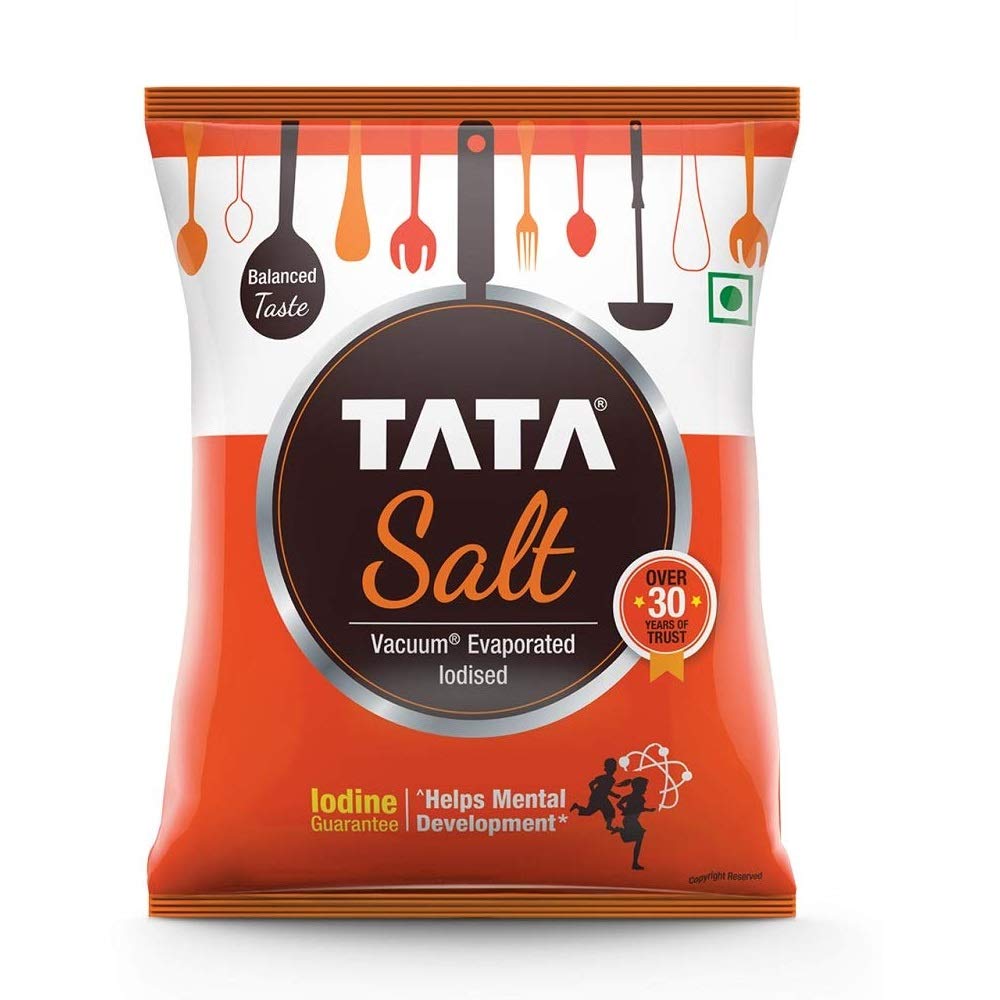 Balanced
Taste
TATA®
Salt
Vacuum® Evaporated
Iodised
OVER
30
YEARS OF
TRUST
Iodine
Guarantee
^Helps Mental
Development*
Copyright Reserved